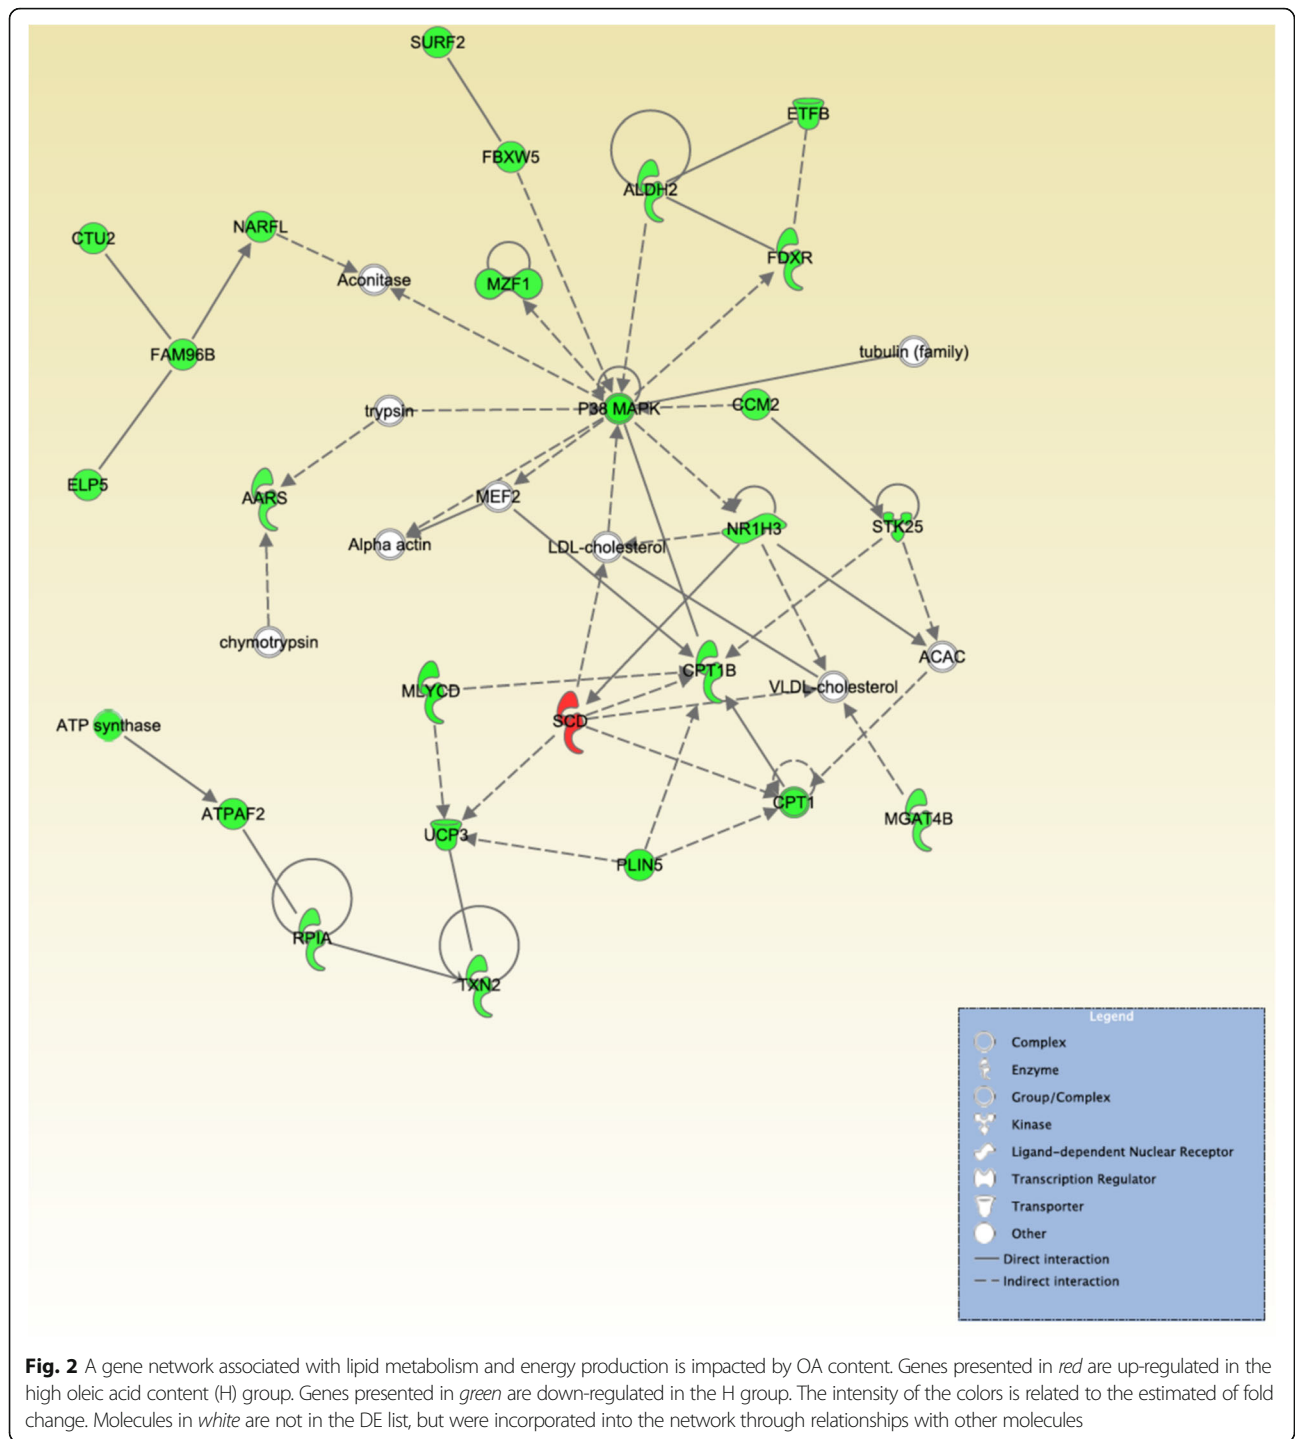 SURF2
ETFB
FBXW5
ALDH2
NARFL
CTU2
FDXR
Aconitase
MZF1
FAM96B
tubulin (family)
trypsin
P38 MAPK
CCM2
ELP5
AARS
MEF2
NR1H3
STK25
Alpha actin
LDL-cholesterol
chymotrypsin
ACAC
CPT1B
MLYCD
VLDL-cholesterol
SCD
ATP synthase
CPT1
ATPAF2
MGAT4B
UCP3
PLIN5
RPIA
TXN2
Legend
Complex
Enzyme
Group/Complex
Kinase
Ligand-dependent Nuclear Receptor
Transcription Regulator
Transporter
Other
Direct interaction
Indirect interaction
Fig. 2 A gene network associated with lipid metabolism and energy production is impacted by OA content. Genes presented in red are up-regulated in the
high oleic acid content (H) group. Genes presented in green are down-regulated in the H group. The intensity of the colors is related to the estimated of fold
change. Molecules in white are not in the DE list, but were incorporated into the network through relationships with other molecules